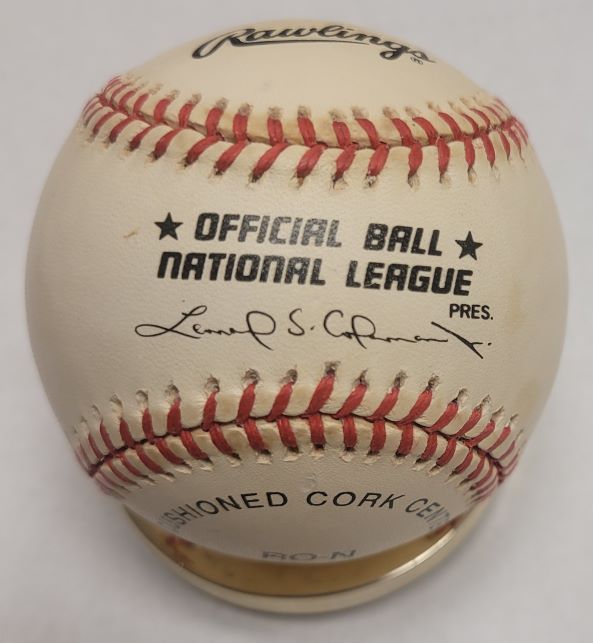 Rawlings®
★ OFFICIAL BALL ★
NATIONAL LEAGUE
PRES.
Leonard S. Coleman Jr.
CUSHIONED CORK CENTER
RO-N